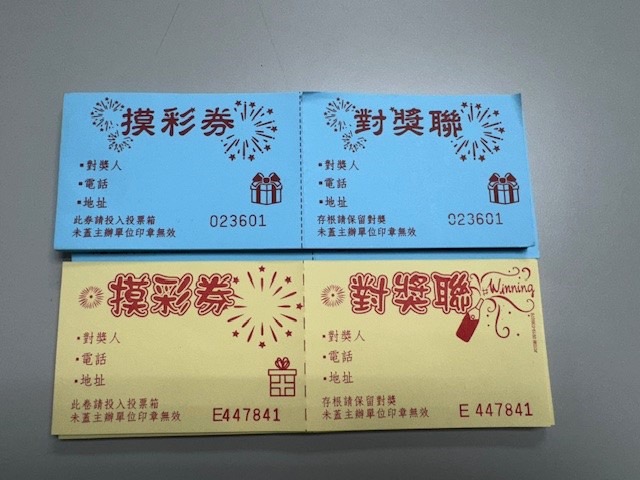 摸彩券
▪對獎人
▪電話
▪地址
此券請投入投票箱
未蓋主辦單位印章無效
023601
對獎聯
▪對獎人
▪電話
▪地址
存根請保留對獎
未蓋主辦單位印章無效
023601
摸彩券
▪對獎人
▪電話
▪地址
此卷請投入投票箱
未蓋主辦單位印章無效
E447841
對獎聯
Winning
▪對獎人
▪電話
▪地址
存根請保留對獎
未蓋主辦單位印章無效
E 447841